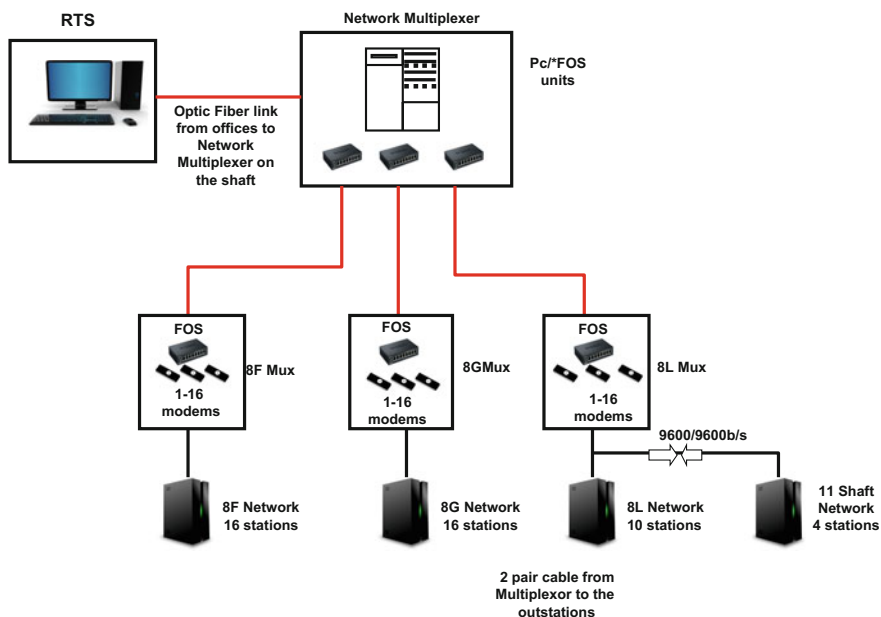 RTS
Network Multiplexer
Pc/*FOS
units
Optic Fiber link
from offices to
Network
Multiplexer on
the shaft
FOS
8F Mux
1-16
modems
FOS
8GMux
1-16
modems
FOS
8L Mux
1-16
modems
9600/9600b/s
8F Network
16 stations
8G Network
16 stations
8L Network
10 stations
11 Shaft
Network
4 stations
2 pair cable from
Multiplexor to the
outstations